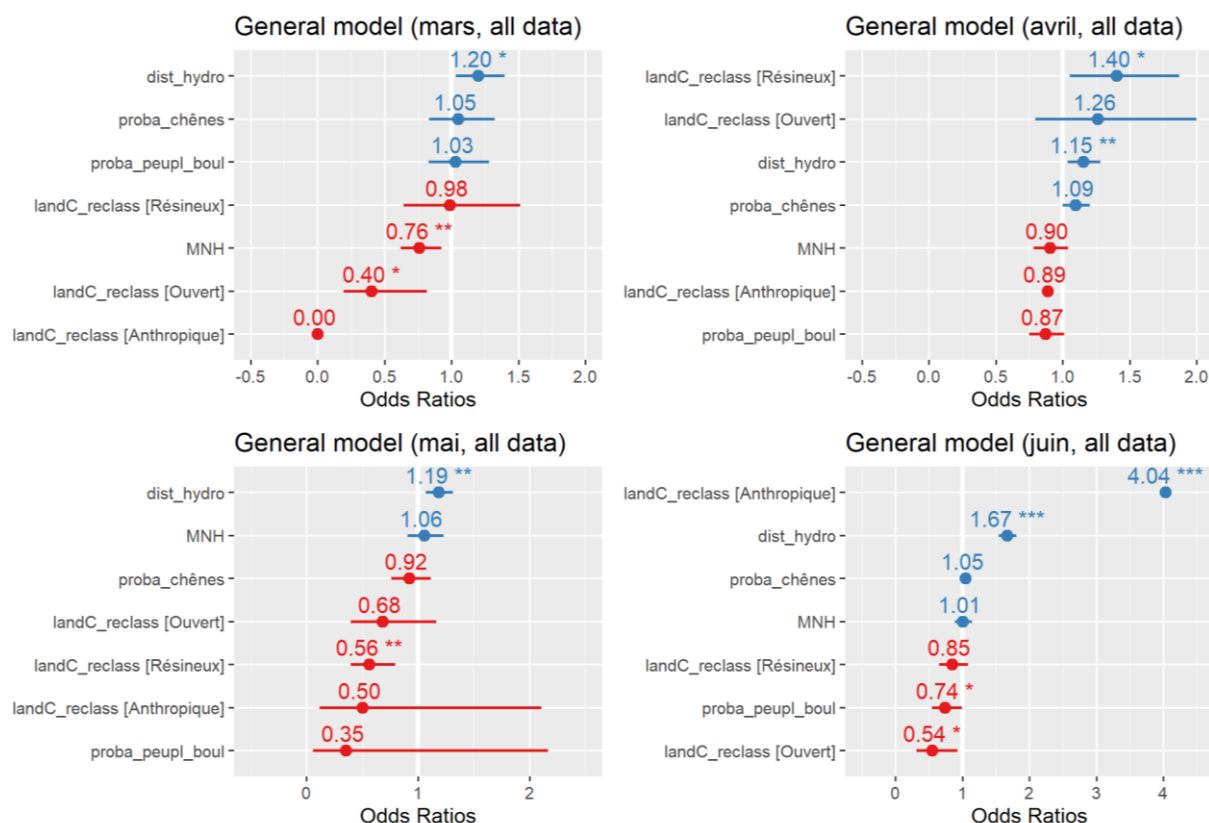 General model (mars, all data)
dist_hydro
1.20 *
proba_chênes
1.05
proba_peupl_boul
1.03
landC_reclass [Résineux]
0.98
MNH
0.76 **
landC_reclass [Ouvert]
0.40 *
landC_reclass [Anthropique]
0.00
-0.5 0.0 0.5 1.0 1.5 2.0
Odds Ratios
General model (avril, all data)
landC_reclass [Résineux]
1.40 *
landC_reclass [Ouvert]
1.26
dist_hydro
1.15 **
proba_chênes
1.09
MNH
0.90
landC_reclass [Anthropique]
0.89
proba_peupl_boul
0.87
-0.5 0.0 0.5 1.0 1.5 2.0
Odds Ratios
General model (mai, all data)
dist_hydro
1.19 **
MNH
1.06
proba_chênes
0.92
landC_reclass [Ouvert]
0.68
landC_reclass [Résineux]
0.56 **
landC_reclass [Anthropique]
0.50
proba_peupl_boul
0.35
0 1 2
Odds Ratios
General model (juin, all data)
landC_reclass [Anthropique]
4.04 ***
dist_hydro
1.67 ***
proba_chênes
1.05
MNH
1.01
landC_reclass [Résineux]
0.85
proba_peupl_boul
0.74 *
landC_reclass [Ouvert]
0.54 *
0 1 2 3 4
Odds Ratios